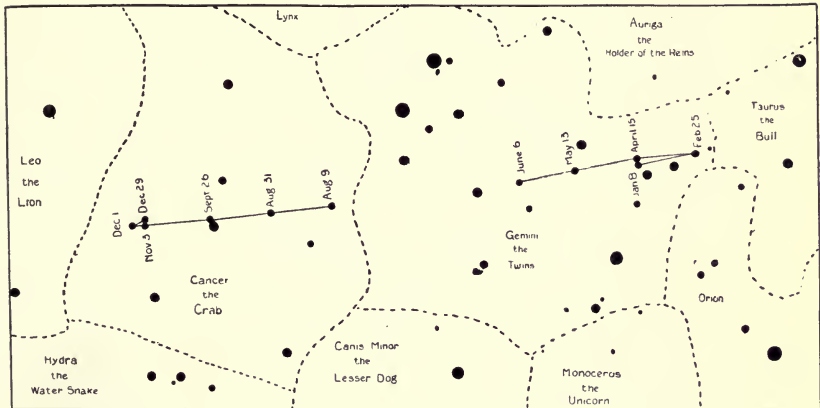 Lynx
Auriga
the
Holder of the Reins
Taurus
the
Bull
Leo
the
Lion
Dec 1
Dec 29
Nov 3
Sept 26
Aug 31
Aug 9
June 6
May 13
April 15
Jan 8
Feb 25
Gemini
the
Twins
Cancer
the
Crab
Orion
Hydra
the
Water Snake
Canis Minor
the
Lesser Dog
Monocerus
the
Unicorn